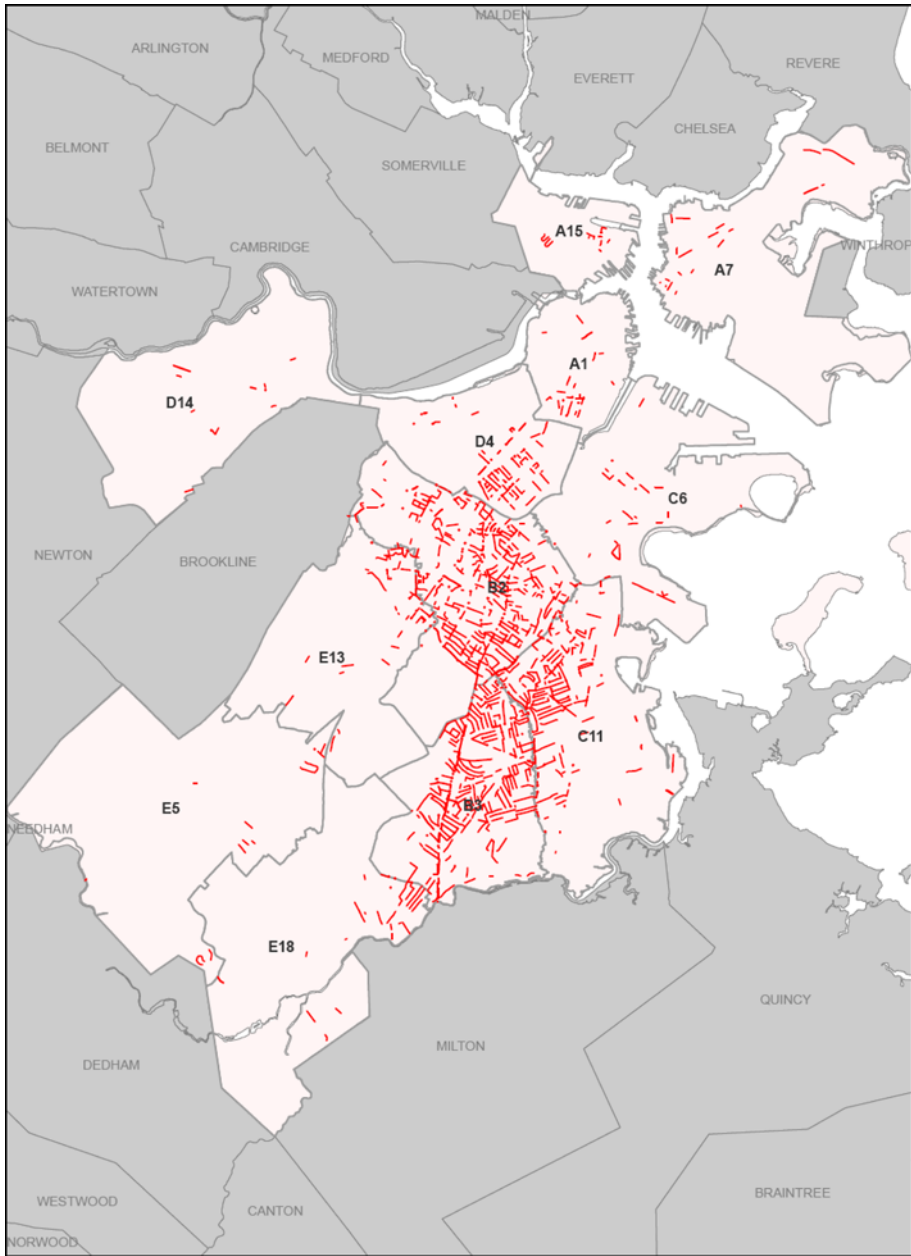 MALDEN
ARLINGTON
MEDFORD
REVERE
EVERETT
CHELSEA
BELMONT
SOMERVILLE
A15
CAMBRIDGE
WINTHROP
A7
WATERTOWN
A1
D14
D4
C6
NEWTON
BROOKLINE
B2
E13
C11
E5
B3
NEEDHAM
E18
QUINCY
MILTON
DEDHAM
BRAINTREE
WESTWOOD
CANTON
NORWOOD